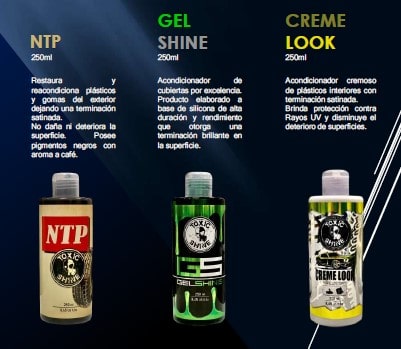 NTP
250ml
Restaura y
reacondiciona plásticos
y gomas del exterior
dejando una terminación
satinada.
No daña ni deteriora la
superficie. Posee
pigmentos negros con
aroma a café.
GEL
SHINE
250ml
Acondicionador de
cubiertas por excelencia.
Producto elaborado a
base de silicona de alta
duración y rendimiento
que otorga una
terminación brillante en
la superficie.
CREME
LOOK
250ml
Acondicionador cremoso
de plásticos interiores con
terminación satinada.
Brinda protección contra
Rayos UV y disminuye el
deterioro de superficies.
NTP
TOXIC
SHINE
TOXIC
SHINE
GS
GELSHINE
TOXIC
SHINE
CREME LOOK